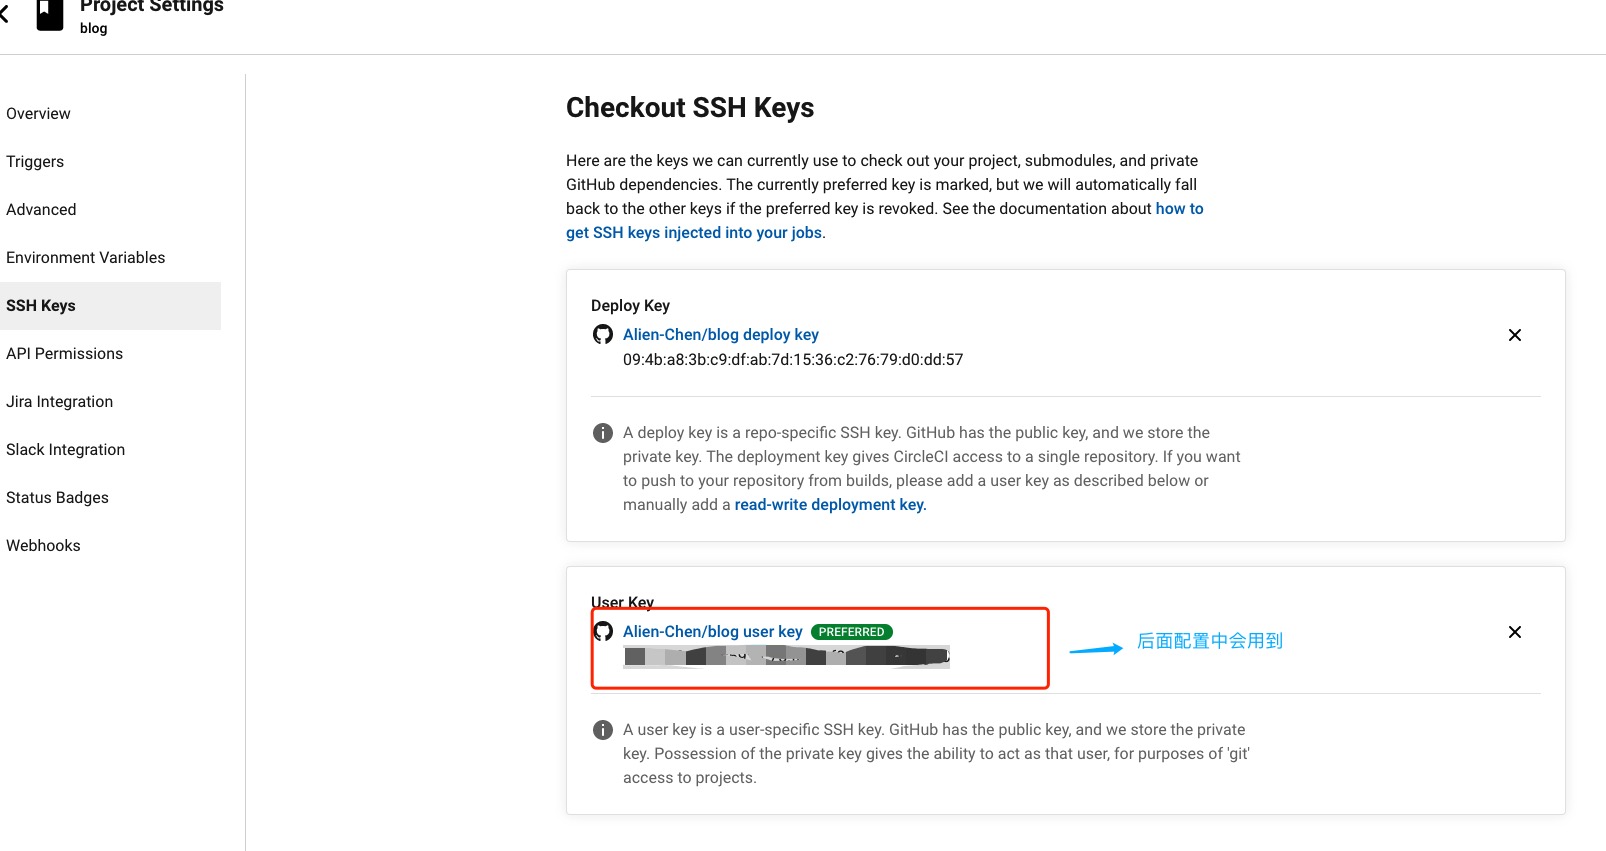 Project Settings
blog
Overview
Triggers
Advanced
Environment Variables
SSH Keys
API Permissions
Jira Integration
Slack Integration
Status Badges
Webhooks
Checkout SSH Keys
Here are the keys we can currently use to check out your project, submodules, and private
GitHub dependencies. The currently preferred key is marked, but we will automatically fall
back to the other keys if the preferred key is revoked. See the documentation about how to
get SSH keys injected into your jobs.
Deploy Key
Alien-Chen/blog deploy key
09:4b:a8:3b:c9:df:ab:7d:15:36:c2:76:79:d0:dd:57
A deploy key is a repo-specific SSH key. GitHub has the public key, and we store the
private key. The deployment key gives CircleCI access to a single repository. If you want
to push to your repository from builds, please add a user key as described below or
manually add a read-write deployment key.
User Key
Alien-Chen/blog user key PREFERRED
后面配置中会用到
A user key is a user-specific SSH key. GitHub has the public key, and we store the private
key. Possession of the private key gives the ability to act as that user, for purposes of 'git'
access to projects.